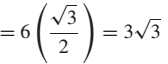 = 6 ( √3 / 2 ) = 3√3